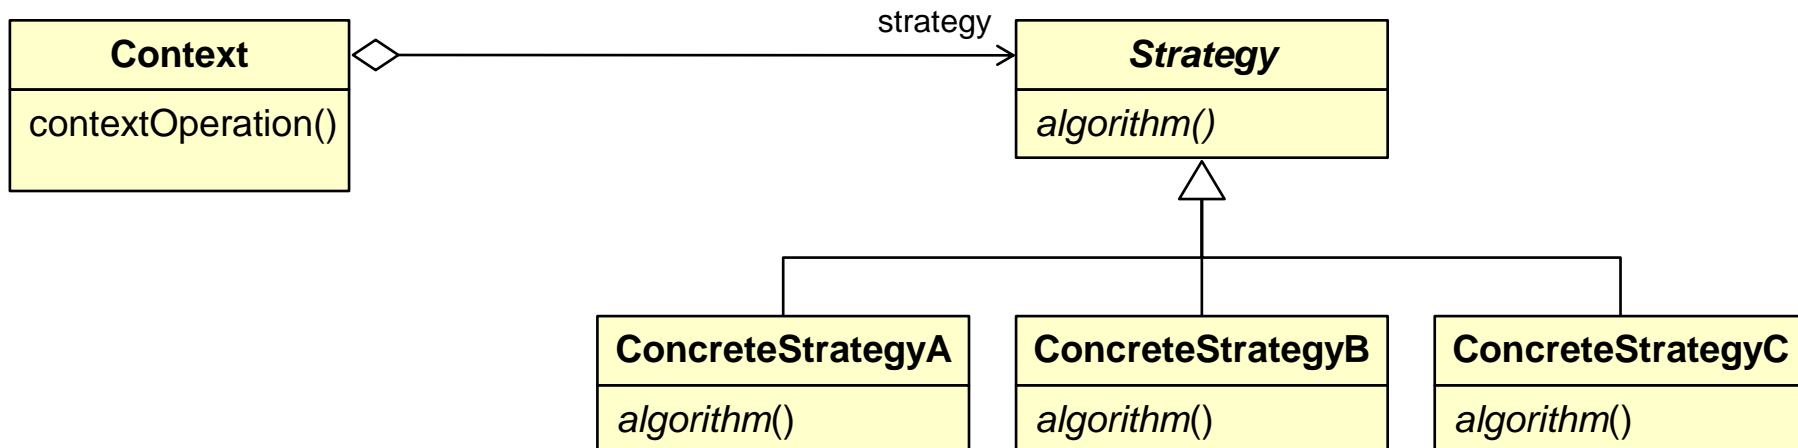 strategy
Context
contextOperation()
Strategy
algorithm()
ConcreteStrategyA
algorithm()
ConcreteStrategyB
algorithm()
ConcreteStrategyC
algorithm()